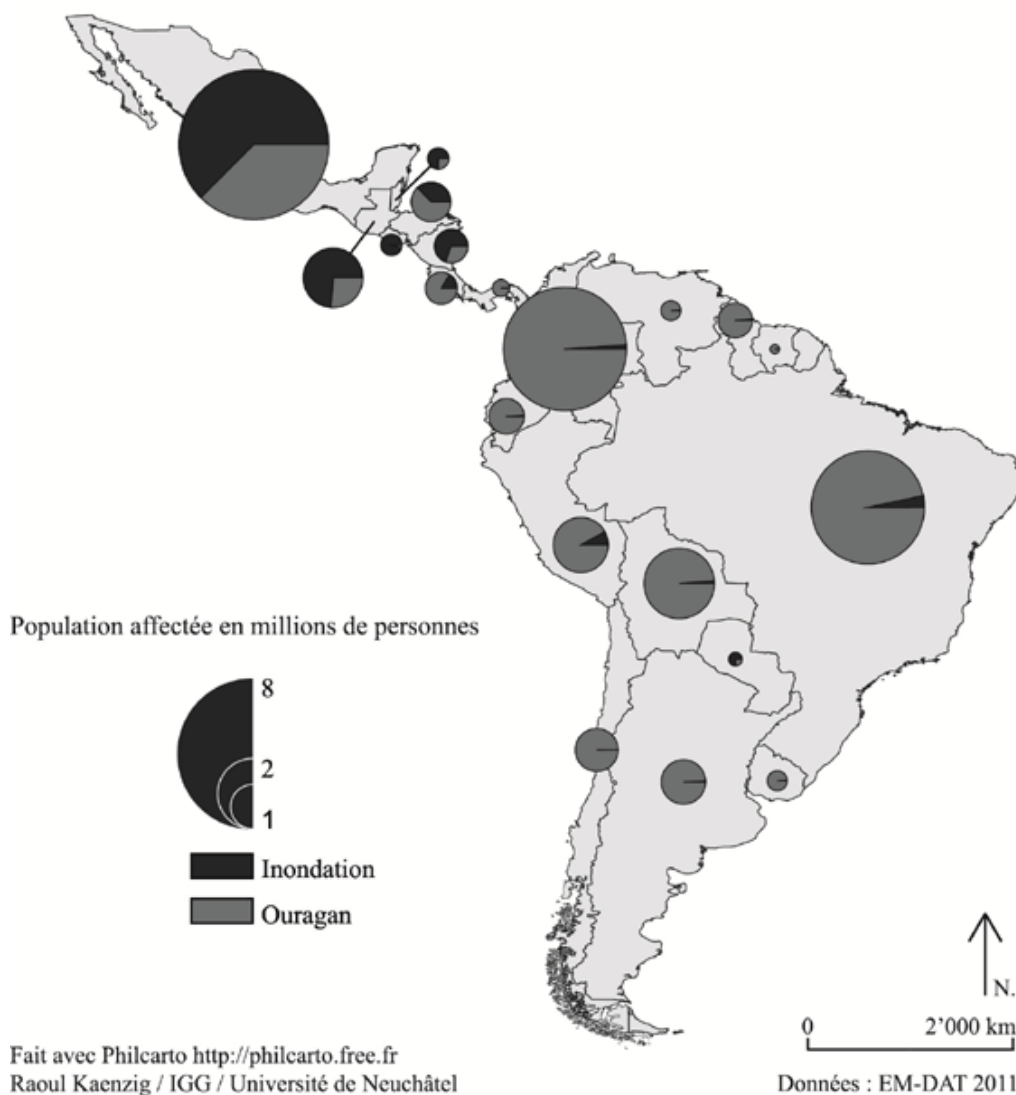 Population affectée en millions de personnes
8
2
1
Inondation
Ouragan
N.
0 2'000 km
Fait avec Philcarto http://philcarto.free.fr
Raoul Kaenzig / IGG / Université de Neuchâtel
Données : EM-DAT 2011